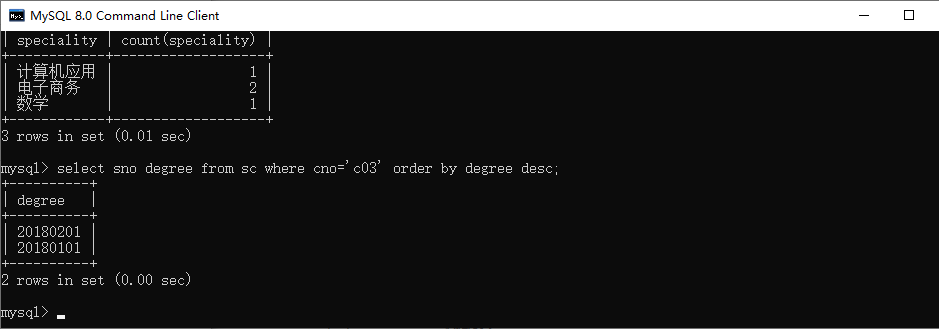 MySQL 8.0 Command Line Client
| speciality | count(speciality) |
+------------+-------------------+
| 计算机应用 | 1 |
| 电子商务 | 2 |
| 数学 | 1 |
+------------+-------------------+
3 rows in set (0.01 sec)
mysql> select sno degree from sc where cno='c03' order by degree desc;
+----------+
| degree |
+----------+
| 20180201 |
| 20180101 |
+----------+
2 rows in set (0.00 sec)
mysql>